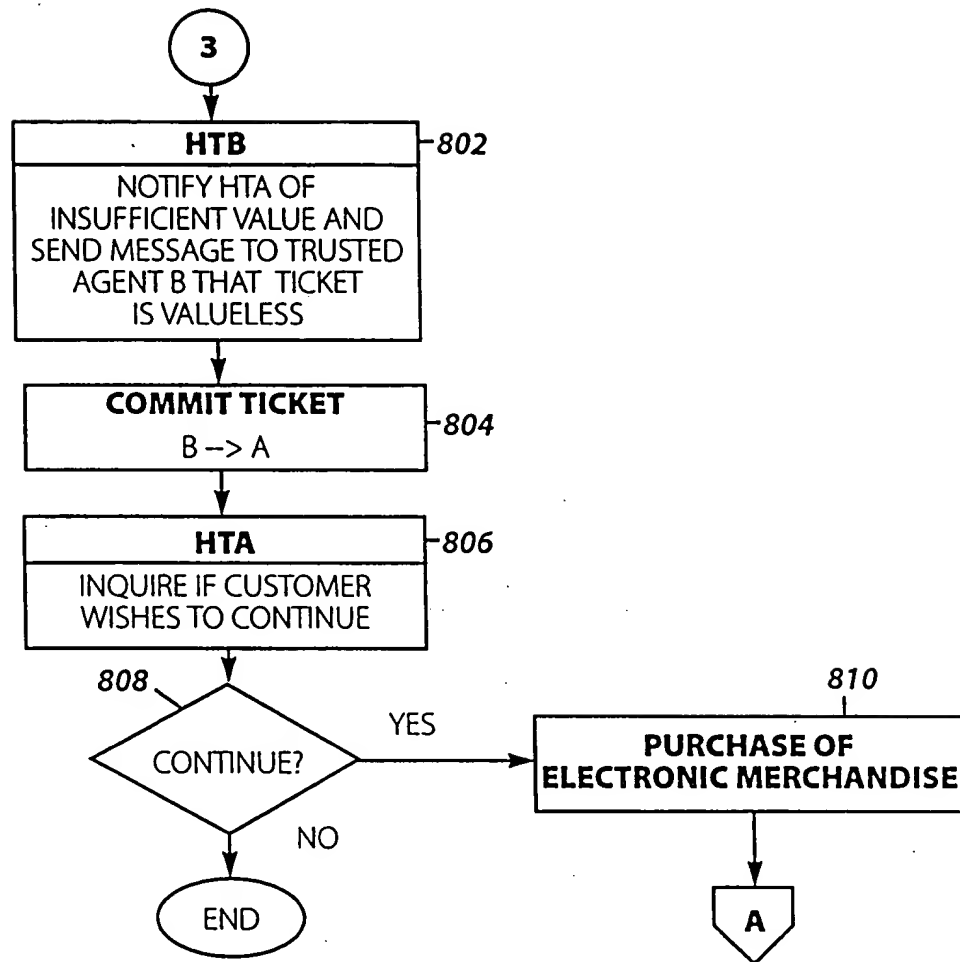 3
HTB
802
NOTIFY HTA OF
INSUFFICIENT VALUE AND
SEND MESSAGE TO TRUSTED
AGENT B THAT TICKET
IS VALUELESS
COMMIT TICKET
804
B --> A
HTA
806
INQUIRE IF CUSTOMER
WISHES TO CONTINUE
808
CONTINUE?
YES
810
PURCHASE OF
ELECTRONIC MERCHANDISE
NO
END
A